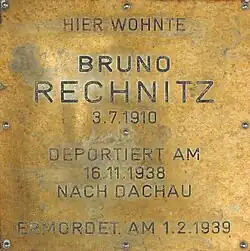 HIER WOHNTE
BRUNO
RECHNITZ
3.7.1910
DEPORTIERT AM
16.11.1938
NACH DACHAU
ERMORDET AM 1.2.1939